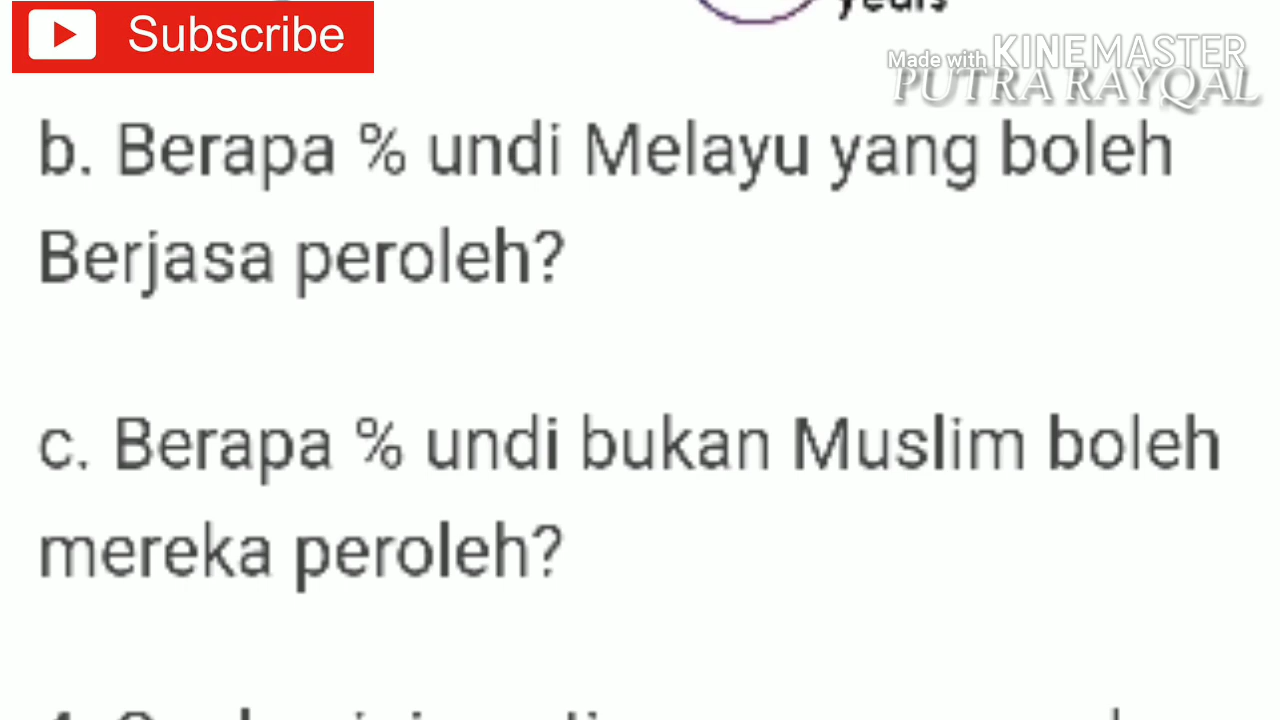 years
Subscribe
Made with KINEMASTER
PUTRA RAYQAL
b. Berapa % undi Melayu yang boleh
Berjasa peroleh?
c. Berapa % undi bukan Muslim boleh
mereka peroleh?